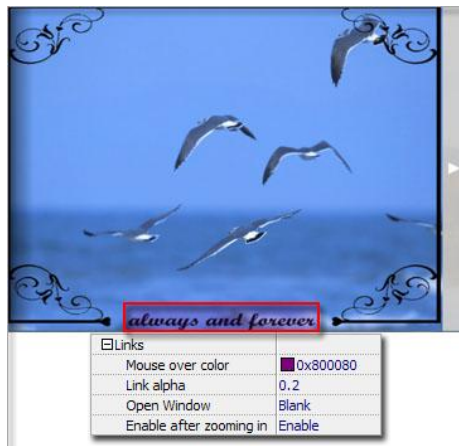 always and forever
Links
Mouse over color 0x800080
Link alpha 0.2
Open Window Blank
Enable after zooming in Enable